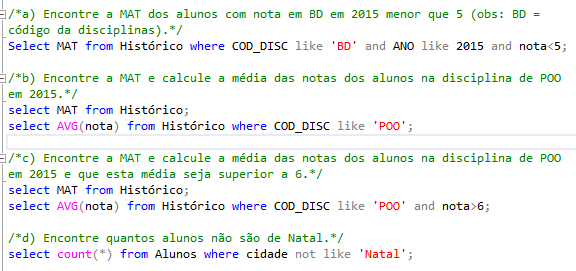 /*a) Encontre a MAT dos alunos com nota em BD em 2015 menor que 5 (obs: BD =
código da disciplinas).*/
Select MAT from Histórico where COD_DISC like 'BD' and ANO like 2015 and nota<5;
/*b) Encontre a MAT e calcule a média das notas dos alunos na disciplina de POO
em 2015.*/
select MAT from Histórico;
select AVG(nota) from Histórico where COD_DISC like 'POO';
/*c) Encontre a MAT e calcule a média das notas dos alunos na disciplina de POO
em 2015 e que esta média seja superior a 6.*/
select MAT from Histórico;
select AVG(nota) from Histórico where COD_DISC like 'POO' and nota>6;
/*d) Encontre quantos alunos não são de Natal.*/
select count(*) from Alunos where cidade not like 'Natal';